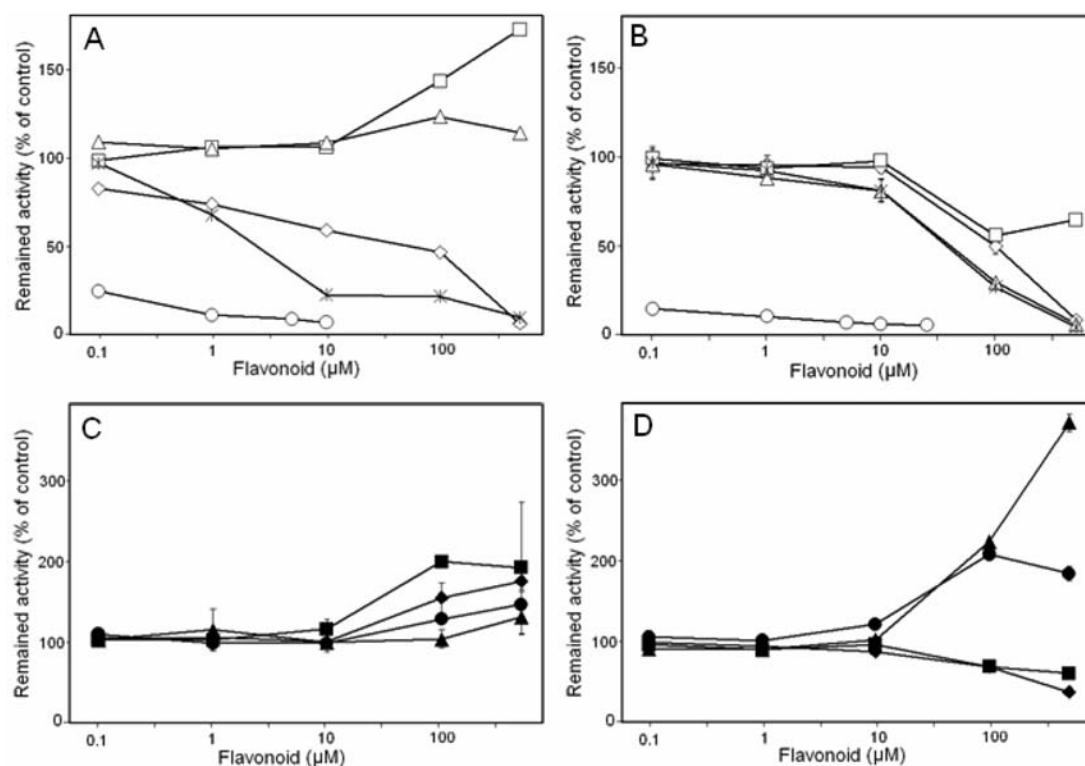 A
Remained activity (% of control)
150
100
50
0
0.1 1 10 100
Flavonoid (µM)
B
Remained activity (% of control)
150
100
50
0
0.1 1 10 100
Flavonoid (µM)
C
Remained activity (% of control)
300
200
100
0
0.1 1 10 100
Flavonoid (µM)
D
Remained activity (% of control)
300
200
100
0
0.1 1 10 100
Flavonoid (µM)